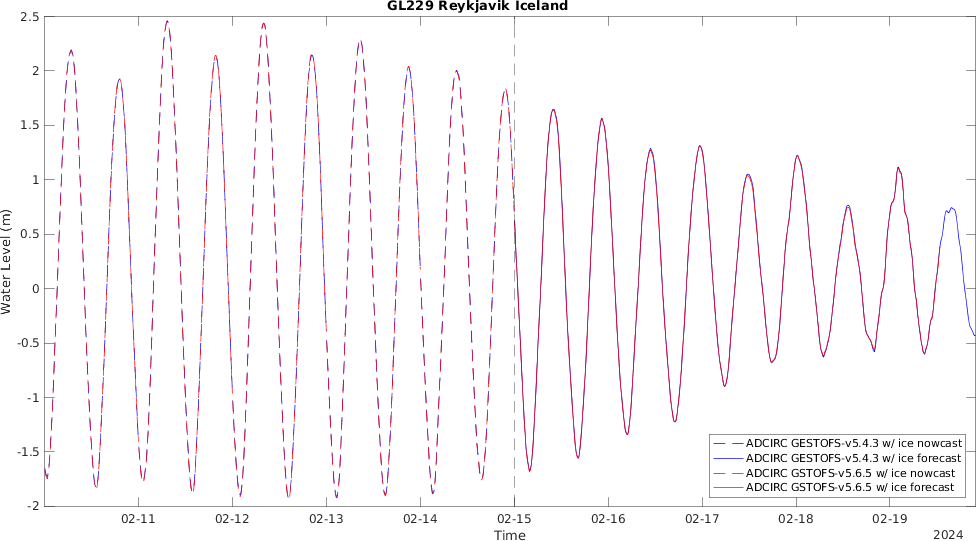 GL229 Reykjavik Iceland
2.5
2
1.5
1
0.5
0
-0.5
-1
-1.5
-2
Water Level (m)
ADCIRC GESTOFS-v5.4.3 w/ ice nowcast
ADCIRC GESTOFS-v5.4.3 w/ ice forecast
ADCIRC GSTOFS-v5.6.5 w/ ice nowcast
ADCIRC GSTOFS-v5.6.5 w/ ice forecast
02-11 02-12 02-13 02-14 02-15 02-16 02-17 02-18 02-19
Time
2024